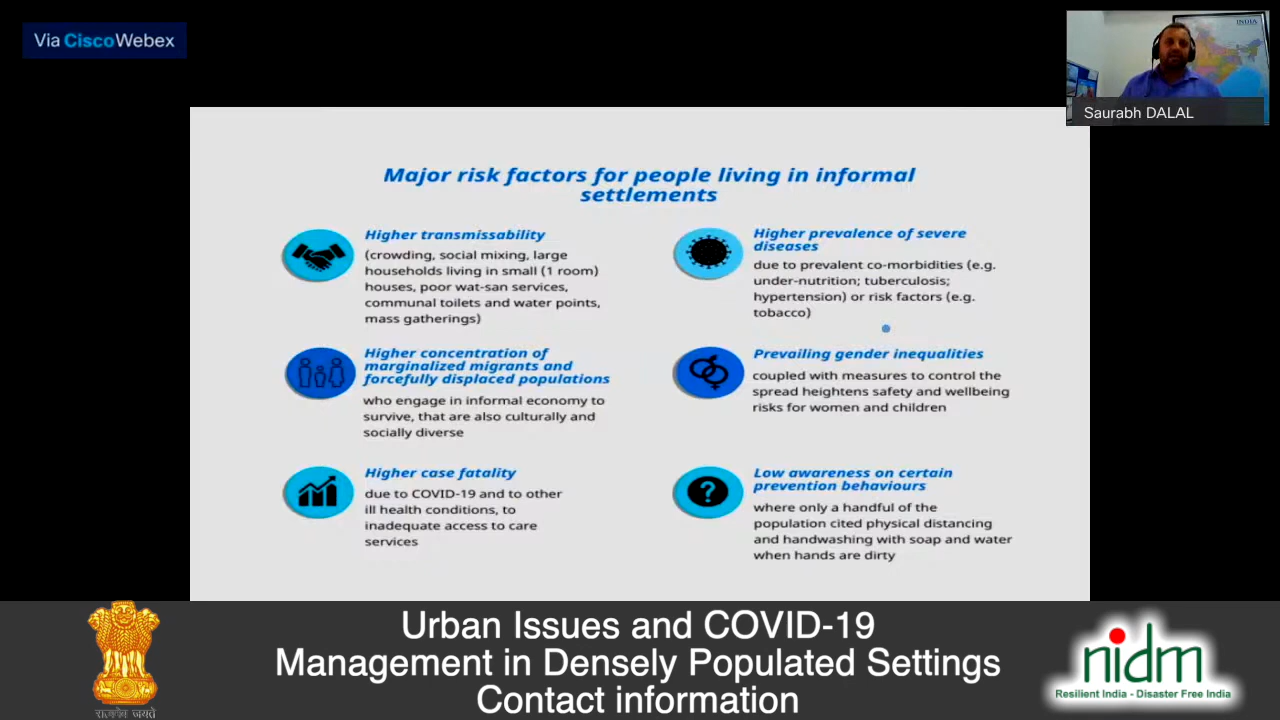 Via CiscoWebex
INDIA
Saurabh DALAL
Major risk factors for people living in informal
settlements
Higher transmissability
(crowding, social mixing, large
households living in small (1 room)
houses, poor wat-san services,
communal toilets and water points,
mass gatherings)
Higher concentration of
marginalized migrants and
forcefully displaced populations
who engage in informal economy to
survive, that are also culturally and
socially diverse
Higher case fatality
due to COVID-19 and to other
ill health conditions, to
inadequate access to care
services
Higher prevalence of severe
diseases
due to prevalent co-morbidities (e.g.
under-nutrition; tuberculosis;
hypertension) or risk factors (e.g.
tobacco)
Prevailing gender inequalities
coupled with measures to control the
spread heightens safety and wellbeing
risks for women and children
Low awareness on certain
prevention behaviours
where only a handful of the
population cited physical distancing
and handwashing with soap and water
when hands are dirty
?
सत्यमेव जयते
Urban Issues and COVID-19
Management in Densely Populated Settings
Contact information
nidm
Resilient India - Disaster Free India